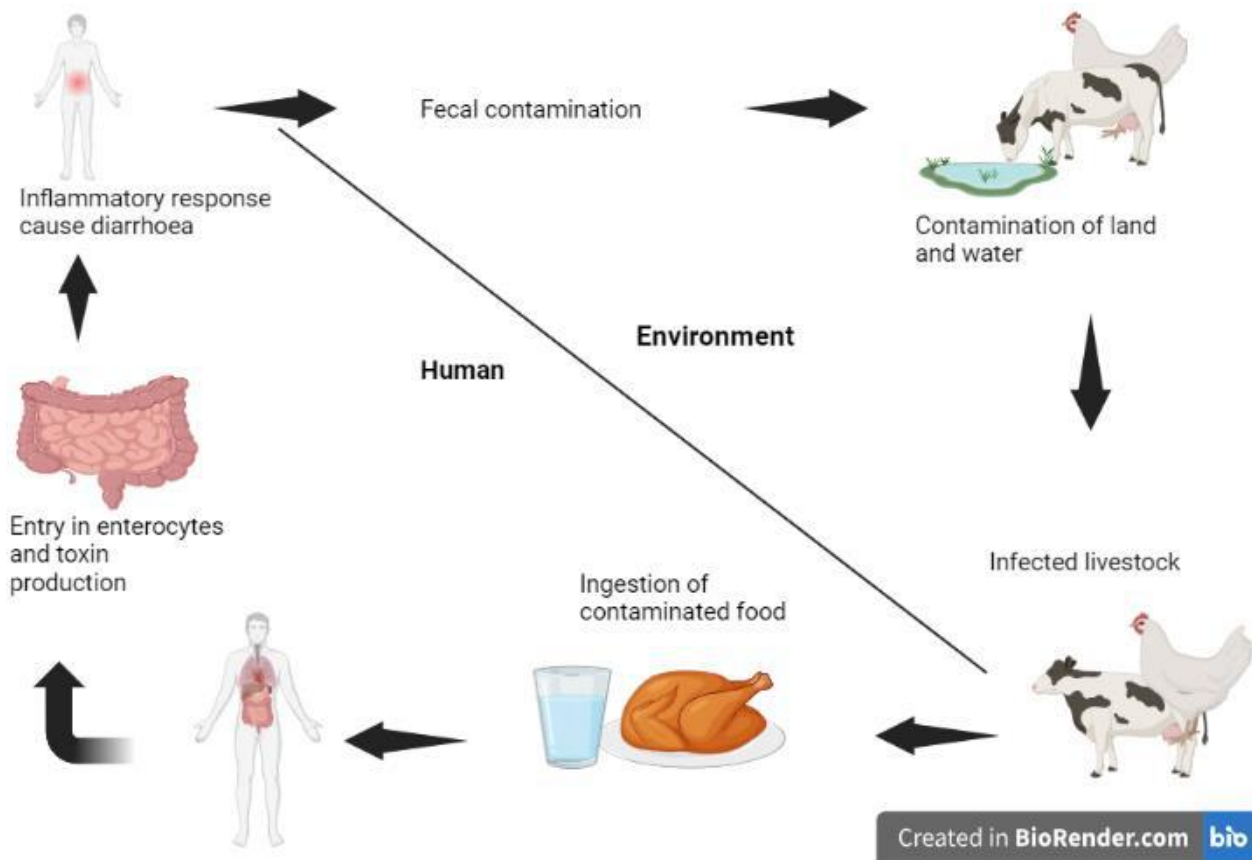 Fecal contamination
Inflammatory response
cause diarrhoea
Contamination of land
and water
Environment
Human
Entry in enterocytes
and toxin
production
Infected livestock
Ingestion of
contaminated food
Created in BioRender.com bio